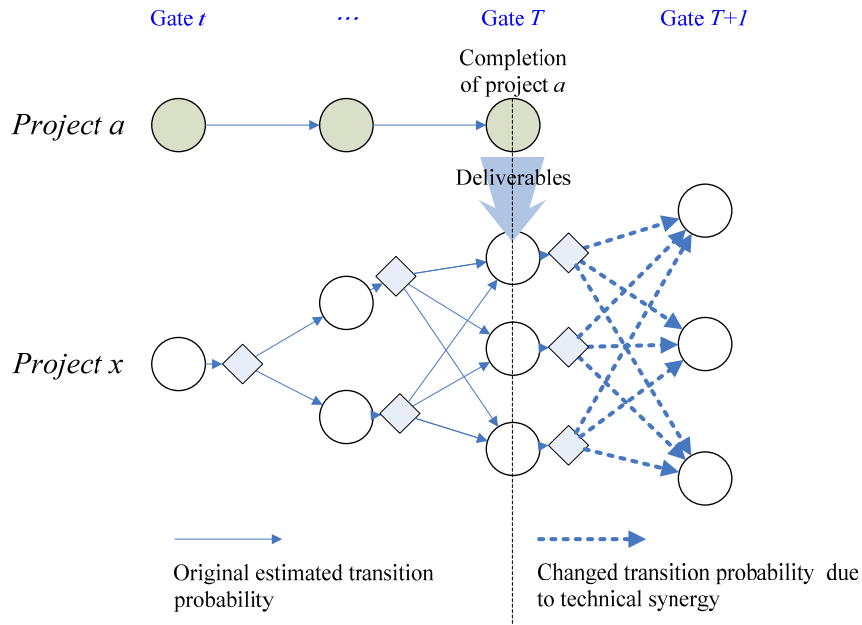 Gate t ... Gate T Gate T+1
Completion
of project a
Project a
Deliverables
Project x
Original estimated transition
probability
Changed transition probability due
to technical synergy